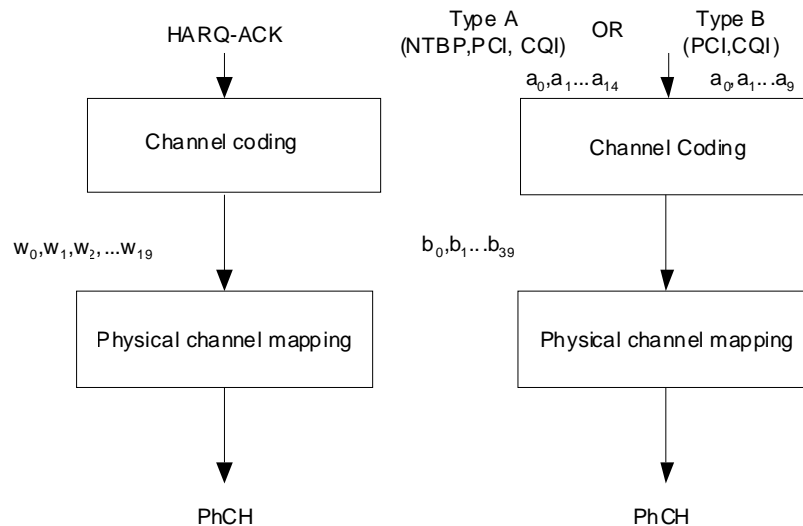 HARQ-ACK
Channel coding
w0,w1,w2,...w19
Physical channel mapping
PhCH
Type A
(NTBP,PCI, CQI)
OR
Type B
(PCI,CQI)
a0,a1...a14
a0,a1...a9
Channel Coding
b0,b1...b39
Physical channel mapping
PhCH